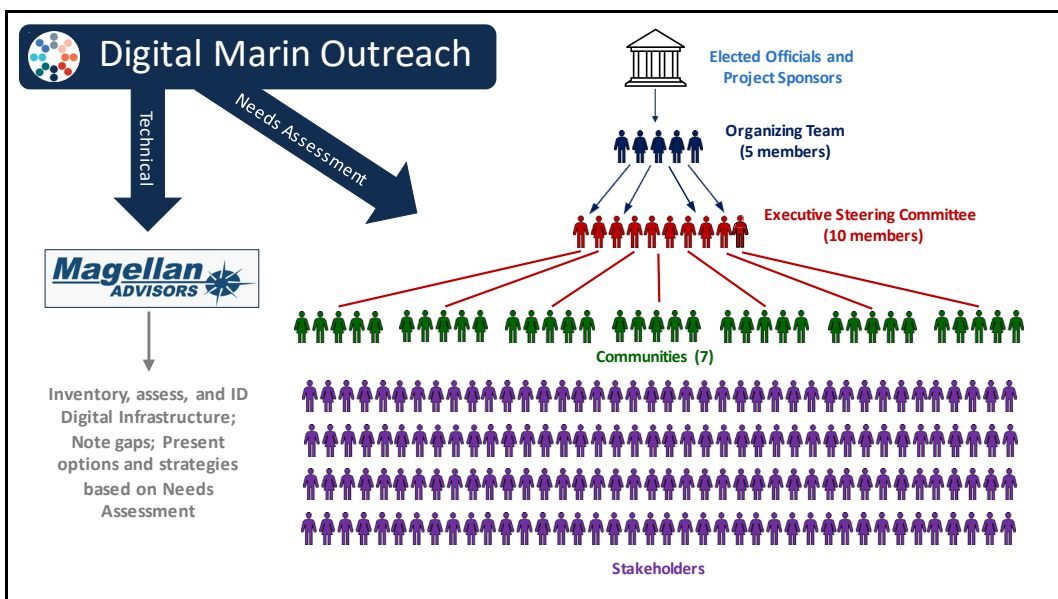 Digital Marin Outreach
Technical
Needs Assessment
Magellan
ADVISORS
Inventory, assess, and ID
Digital Infrastructure;
Note gaps; Present
options and strategies
based on Needs
Assessment
Elected Officials and
Project Sponsors
Organizing Team
(5 members)
Executive Steering Committee
(10 members)
Communities (7)
Stakeholders